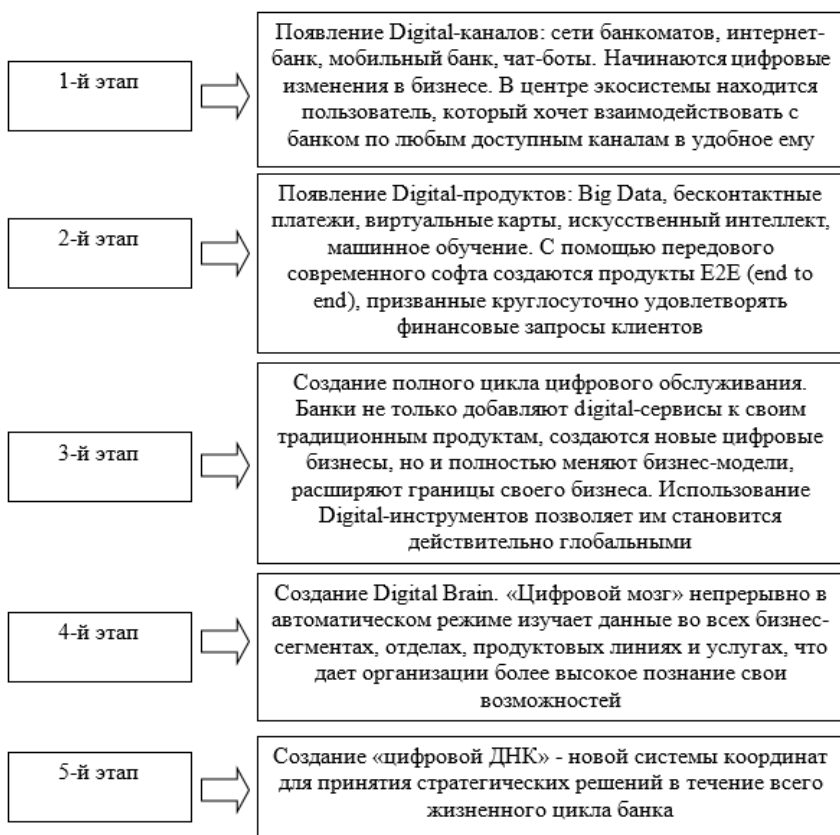 1-й этап
Появление Digital-каналов: сети банкоматов, интернет-
банк, мобильный банк, чат-боты. Начинаются цифровые
изменения в бизнесе. В центре экосистемы находится
пользователь, который хочет взаимодействовать с
банком по любым доступным каналам в удобное ему
2-й этап
Появление Digital-продуктов: Big Data, бесконтактные
платежи, виртуальные карты, искусственный интеллект,
машинное обучение. С помощью передового
современного софта создаются продукты E2E (end to
end), призванные круглосуточно удовлетворять
финансовые запросы клиентов
3-й этап
Создание полного цикла цифрового обслуживания.
Банки не только добавляют digital-сервисы к своим
традиционным продуктам, создаются новые цифровые
бизнесы, но и полностью меняют бизнес-модели,
расширяют границы своего бизнеса. Использование
Digital-инструментов позволяет им становится
действительно глобальными
4-й этап
Создание Digital Brain. «Цифровой мозг» непрерывно в
автоматическом режиме изучает данные во всех бизнес-
сегментах, отделах, продуктовых линиях и услугах, что
дает организации более высокое познание свои
возможностей
5-й этап
Создание «цифровой ДНК» - новой системы координат
для принятия стратегических решений в течение всего
жизненного цикла банка